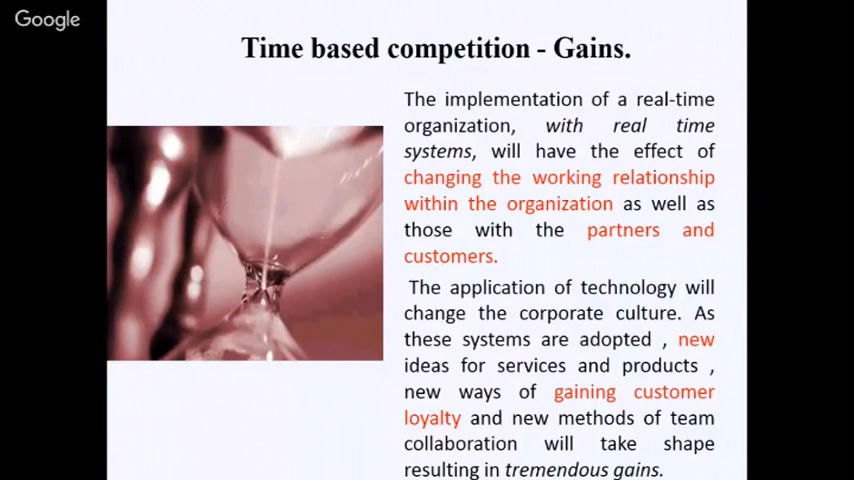 Google
Time based competition - Gains.
The implementation of a real-time
organization, with real time
systems, will have the effect of
changing the working relationship
within the organization as well as
those with the partners and
customers.
The application of technology will
change the corporate culture. As
these systems are adopted , new
ideas for services and products ,
new ways of gaining customer
loyalty and new methods of team
collaboration will take shape
resulting in tremendous gains.